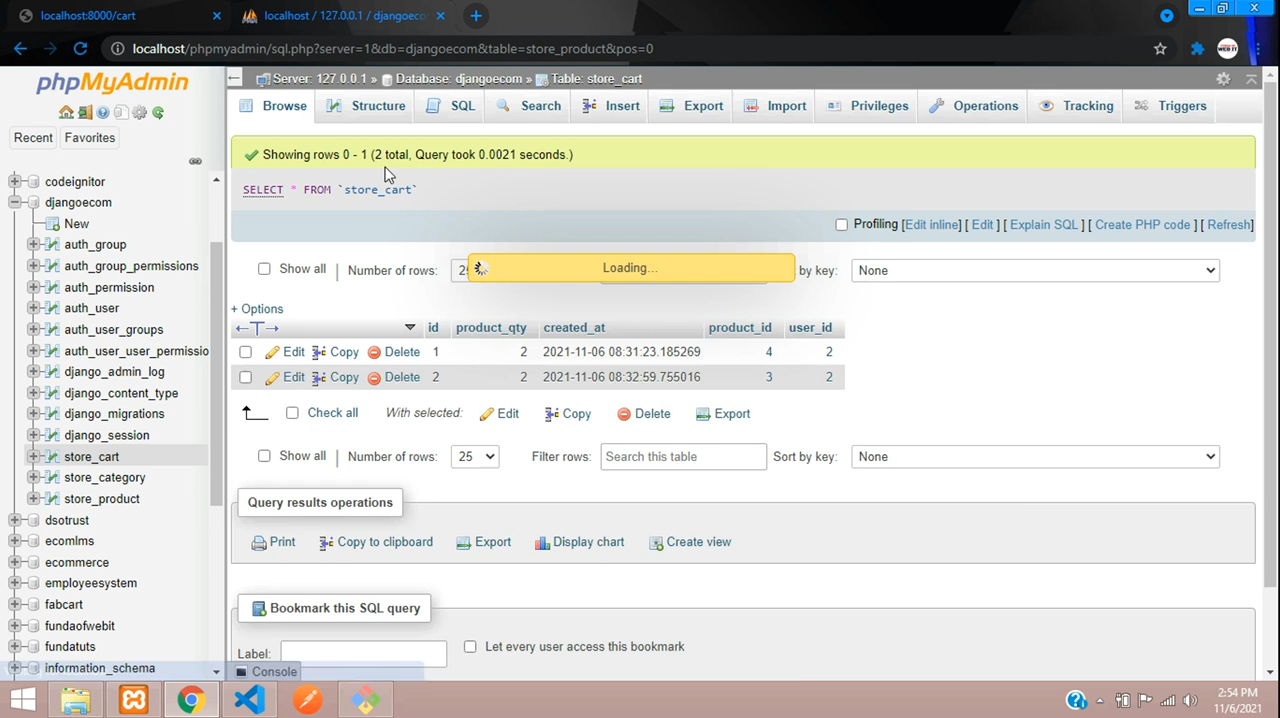 localhost:8000/cart
localhost / 127.0.0.1 / djangoeco
localhost/phpmyadmin/sql.php?server=1&db=djangoecom&table=store_product&pos=0
phpMyAdmin
Recent
Favorites
codeignitor
djangoecom
New
auth_group
auth_group_permissions
auth_permission
auth_user
auth_user_groups
auth_user_user_permissio
django_admin_log
django_content_type
django_migrations
django_session
store_cart
store_category
store_product
dsotrust
ecomlms
ecommerce
employeesystem
fabcart
fundaofwebit
fundatuts
information_schema
Server: 127.0.0.1 » Database: djangoecom » Table: store_cart
Browse Structure SQL Search Insert Export Import Privileges Operations Tracking Triggers
Showing rows 0 - 1 (2 total, Query took 0.0021 seconds.)
SELECT * FROM `store_cart`
Profiling [Edit inline] [ Edit ] [ Explain SQL ] [ Create PHP code ] [ Refresh]
Show all Number of rows: by key: None
Loading...
+ Options
id product_qty created_at product_id user_id
Edit Copy Delete 1 2 2021-11-06 08:31:23.185269 4 2
Edit Copy Delete 2 2 2021-11-06 08:32:59.755016 3 2
Check all With selected: Edit Copy Delete Export
Show all Number of rows: 25 Filter rows: Search this table Sort by key: None
Query results operations
Print Copy to clipboard Export Display chart Create view
Bookmark this SQL query
Label: Let every user access this bookmark
Console
2:54 PM
11/6/2021